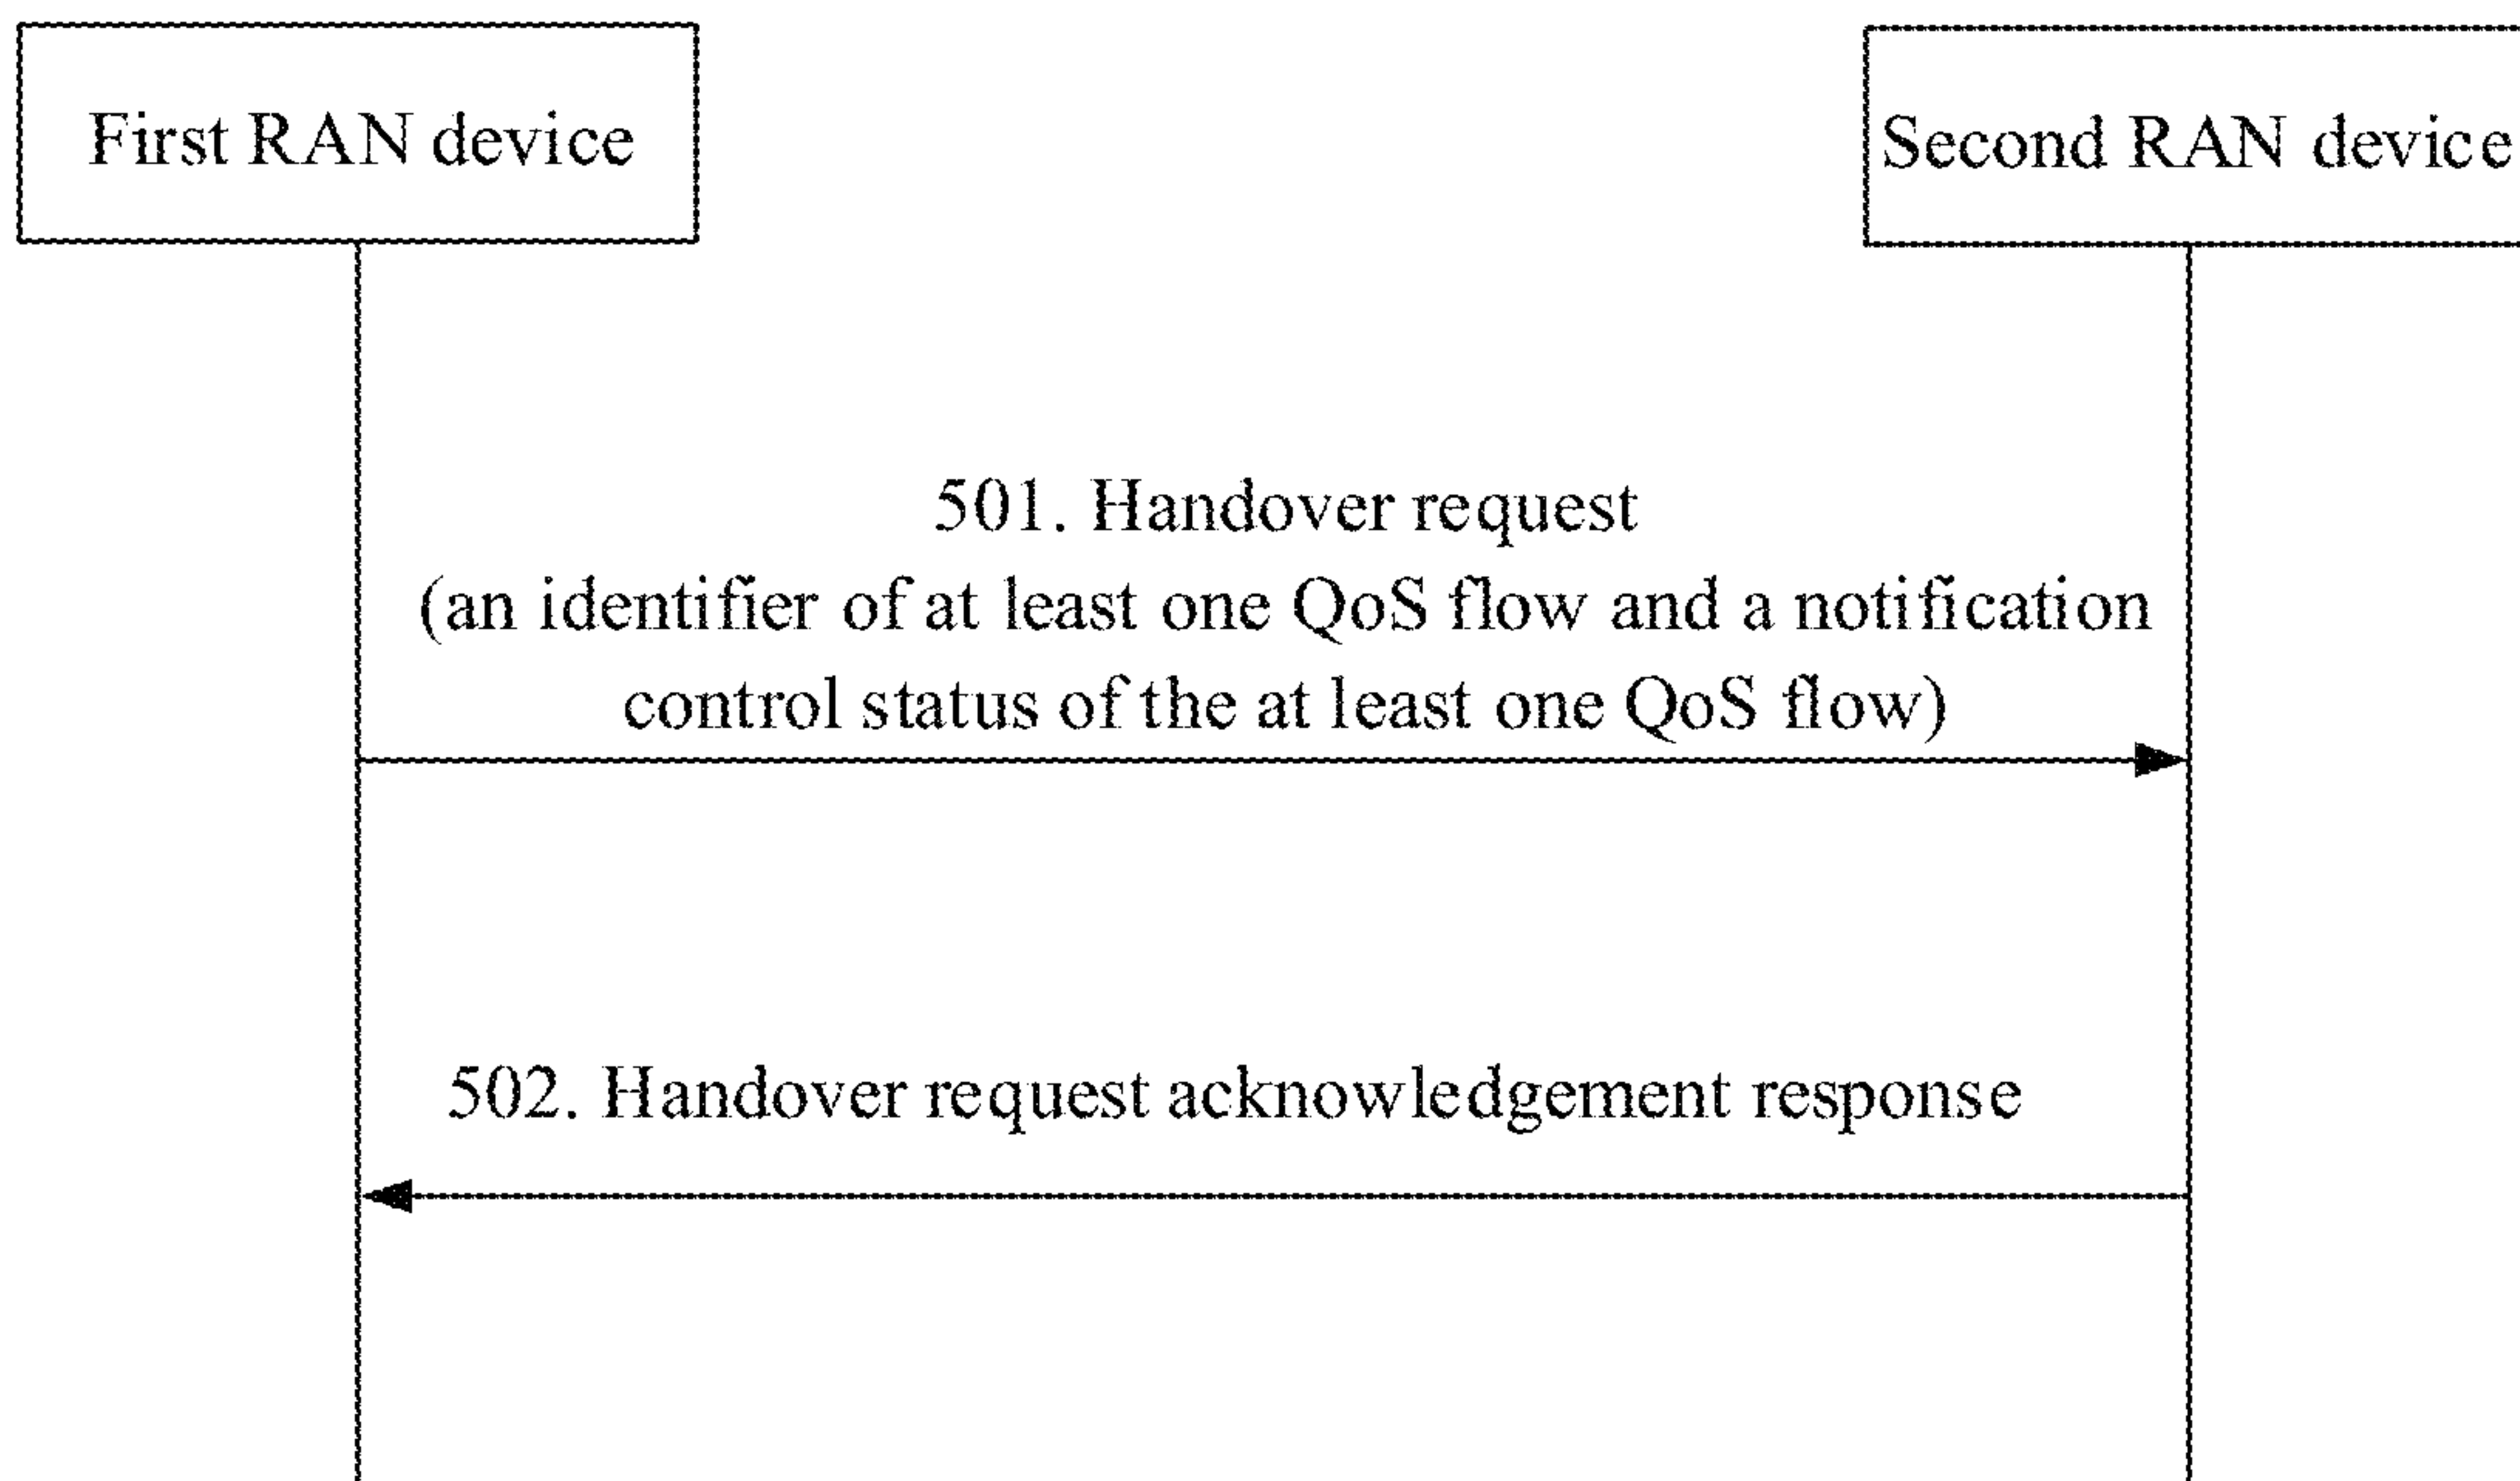 First RAN device
Second RAN device
501. Handover request
(an identifier of at least one QoS flow and a notification
control status of the at least one QoS flow)
502. Handover request acknowledgement response